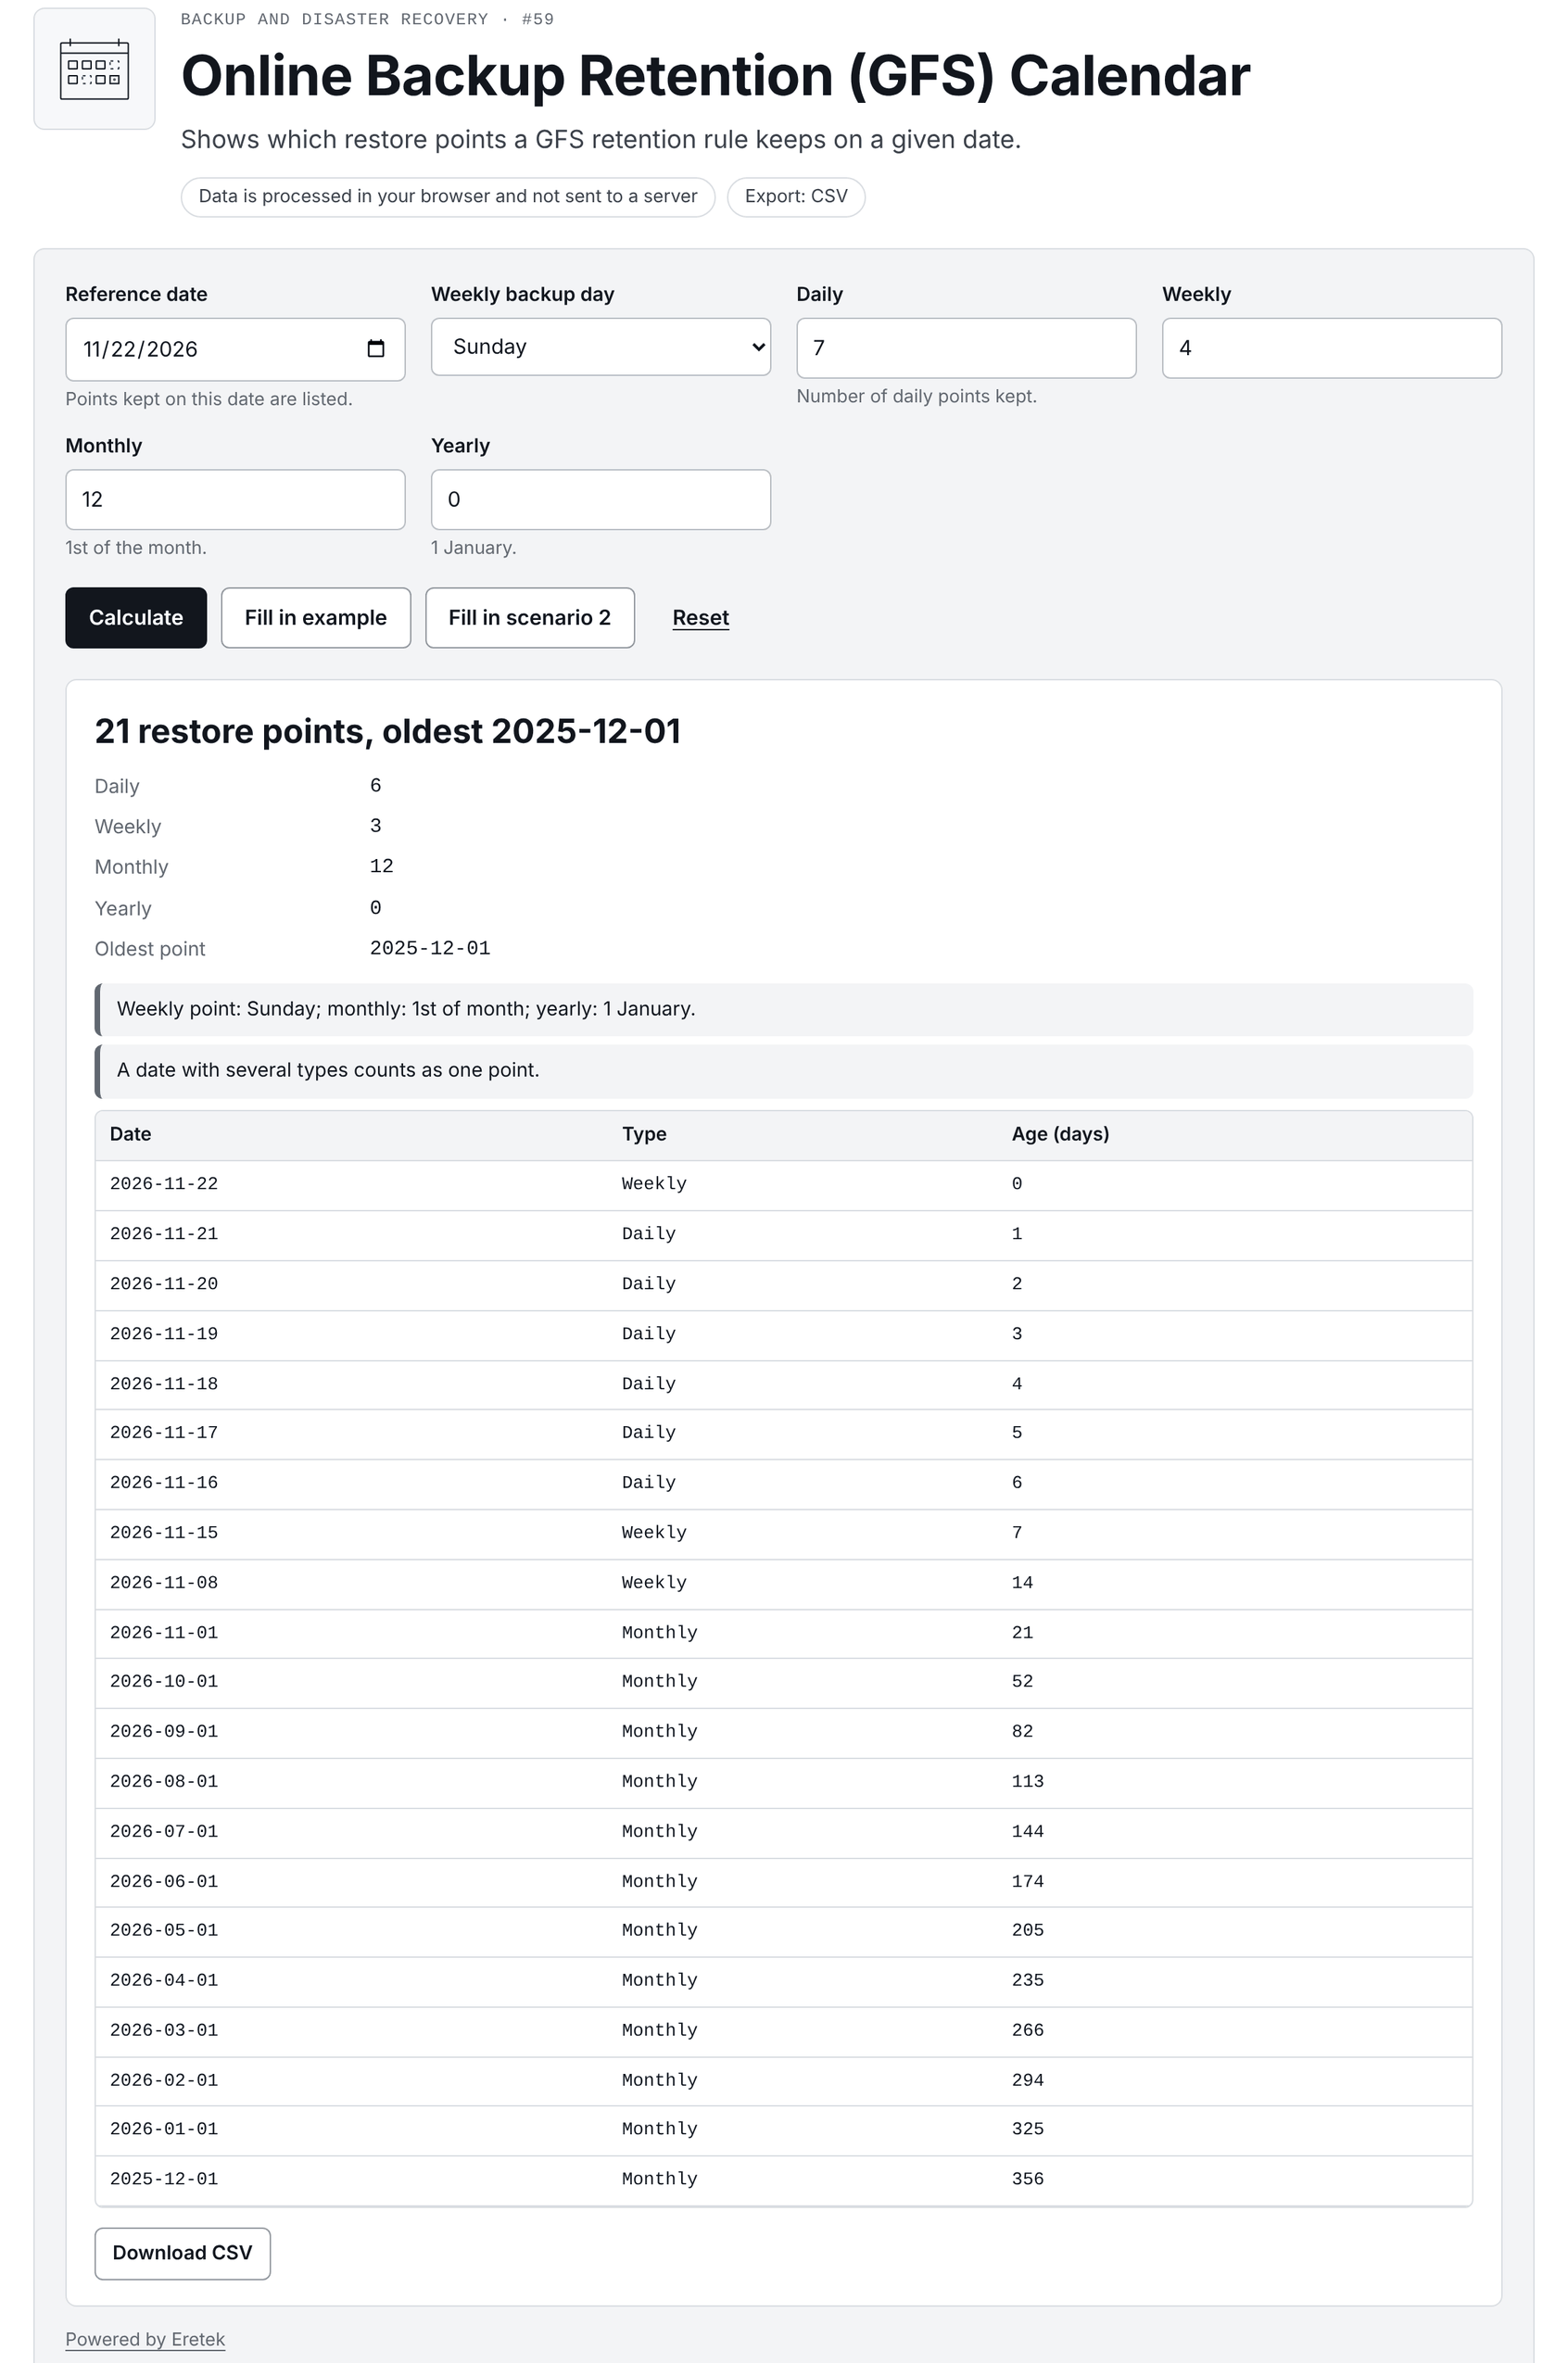 BACKUP AND DISASTER RECOVERY · #59
Online Backup Retention (GFS) Calendar
Shows which restore points a GFS retention rule keeps on a given date.
Data is processed in your browser and not sent to a server
Export: CSV
Reference date
Weekly backup day
Daily
Weekly
11/22/2026
Sunday
7
4
Points kept on this date are listed.
Number of daily points kept.
Monthly
Yearly
12
0
1st of the month.
1 January.
Calculate
Fill in example
Fill in scenario 2
Reset
21 restore points, oldest 2025-12-01
Daily 6
Weekly 3
Monthly 12
Yearly 0
Oldest point 2025-12-01
Weekly point: Sunday; monthly: 1st of month; yearly: 1 January.
A date with several types counts as one point.
Date Type Age (days)
2026-11-22 Weekly 0
2026-11-21 Daily 1
2026-11-20 Daily 2
2026-11-19 Daily 3
2026-11-18 Daily 4
2026-11-17 Daily 5
2026-11-16 Daily 6
2026-11-15 Weekly 7
2026-11-08 Weekly 14
2026-11-01 Monthly 21
2026-10-01 Monthly 52
2026-09-01 Monthly 82
2026-08-01 Monthly 113
2026-07-01 Monthly 144
2026-06-01 Monthly 174
2026-05-01 Monthly 205
2026-04-01 Monthly 235
2026-03-01 Monthly 266
2026-02-01 Monthly 294
2026-01-01 Monthly 325
2025-12-01 Monthly 356
Download CSV
Powered by Eretek